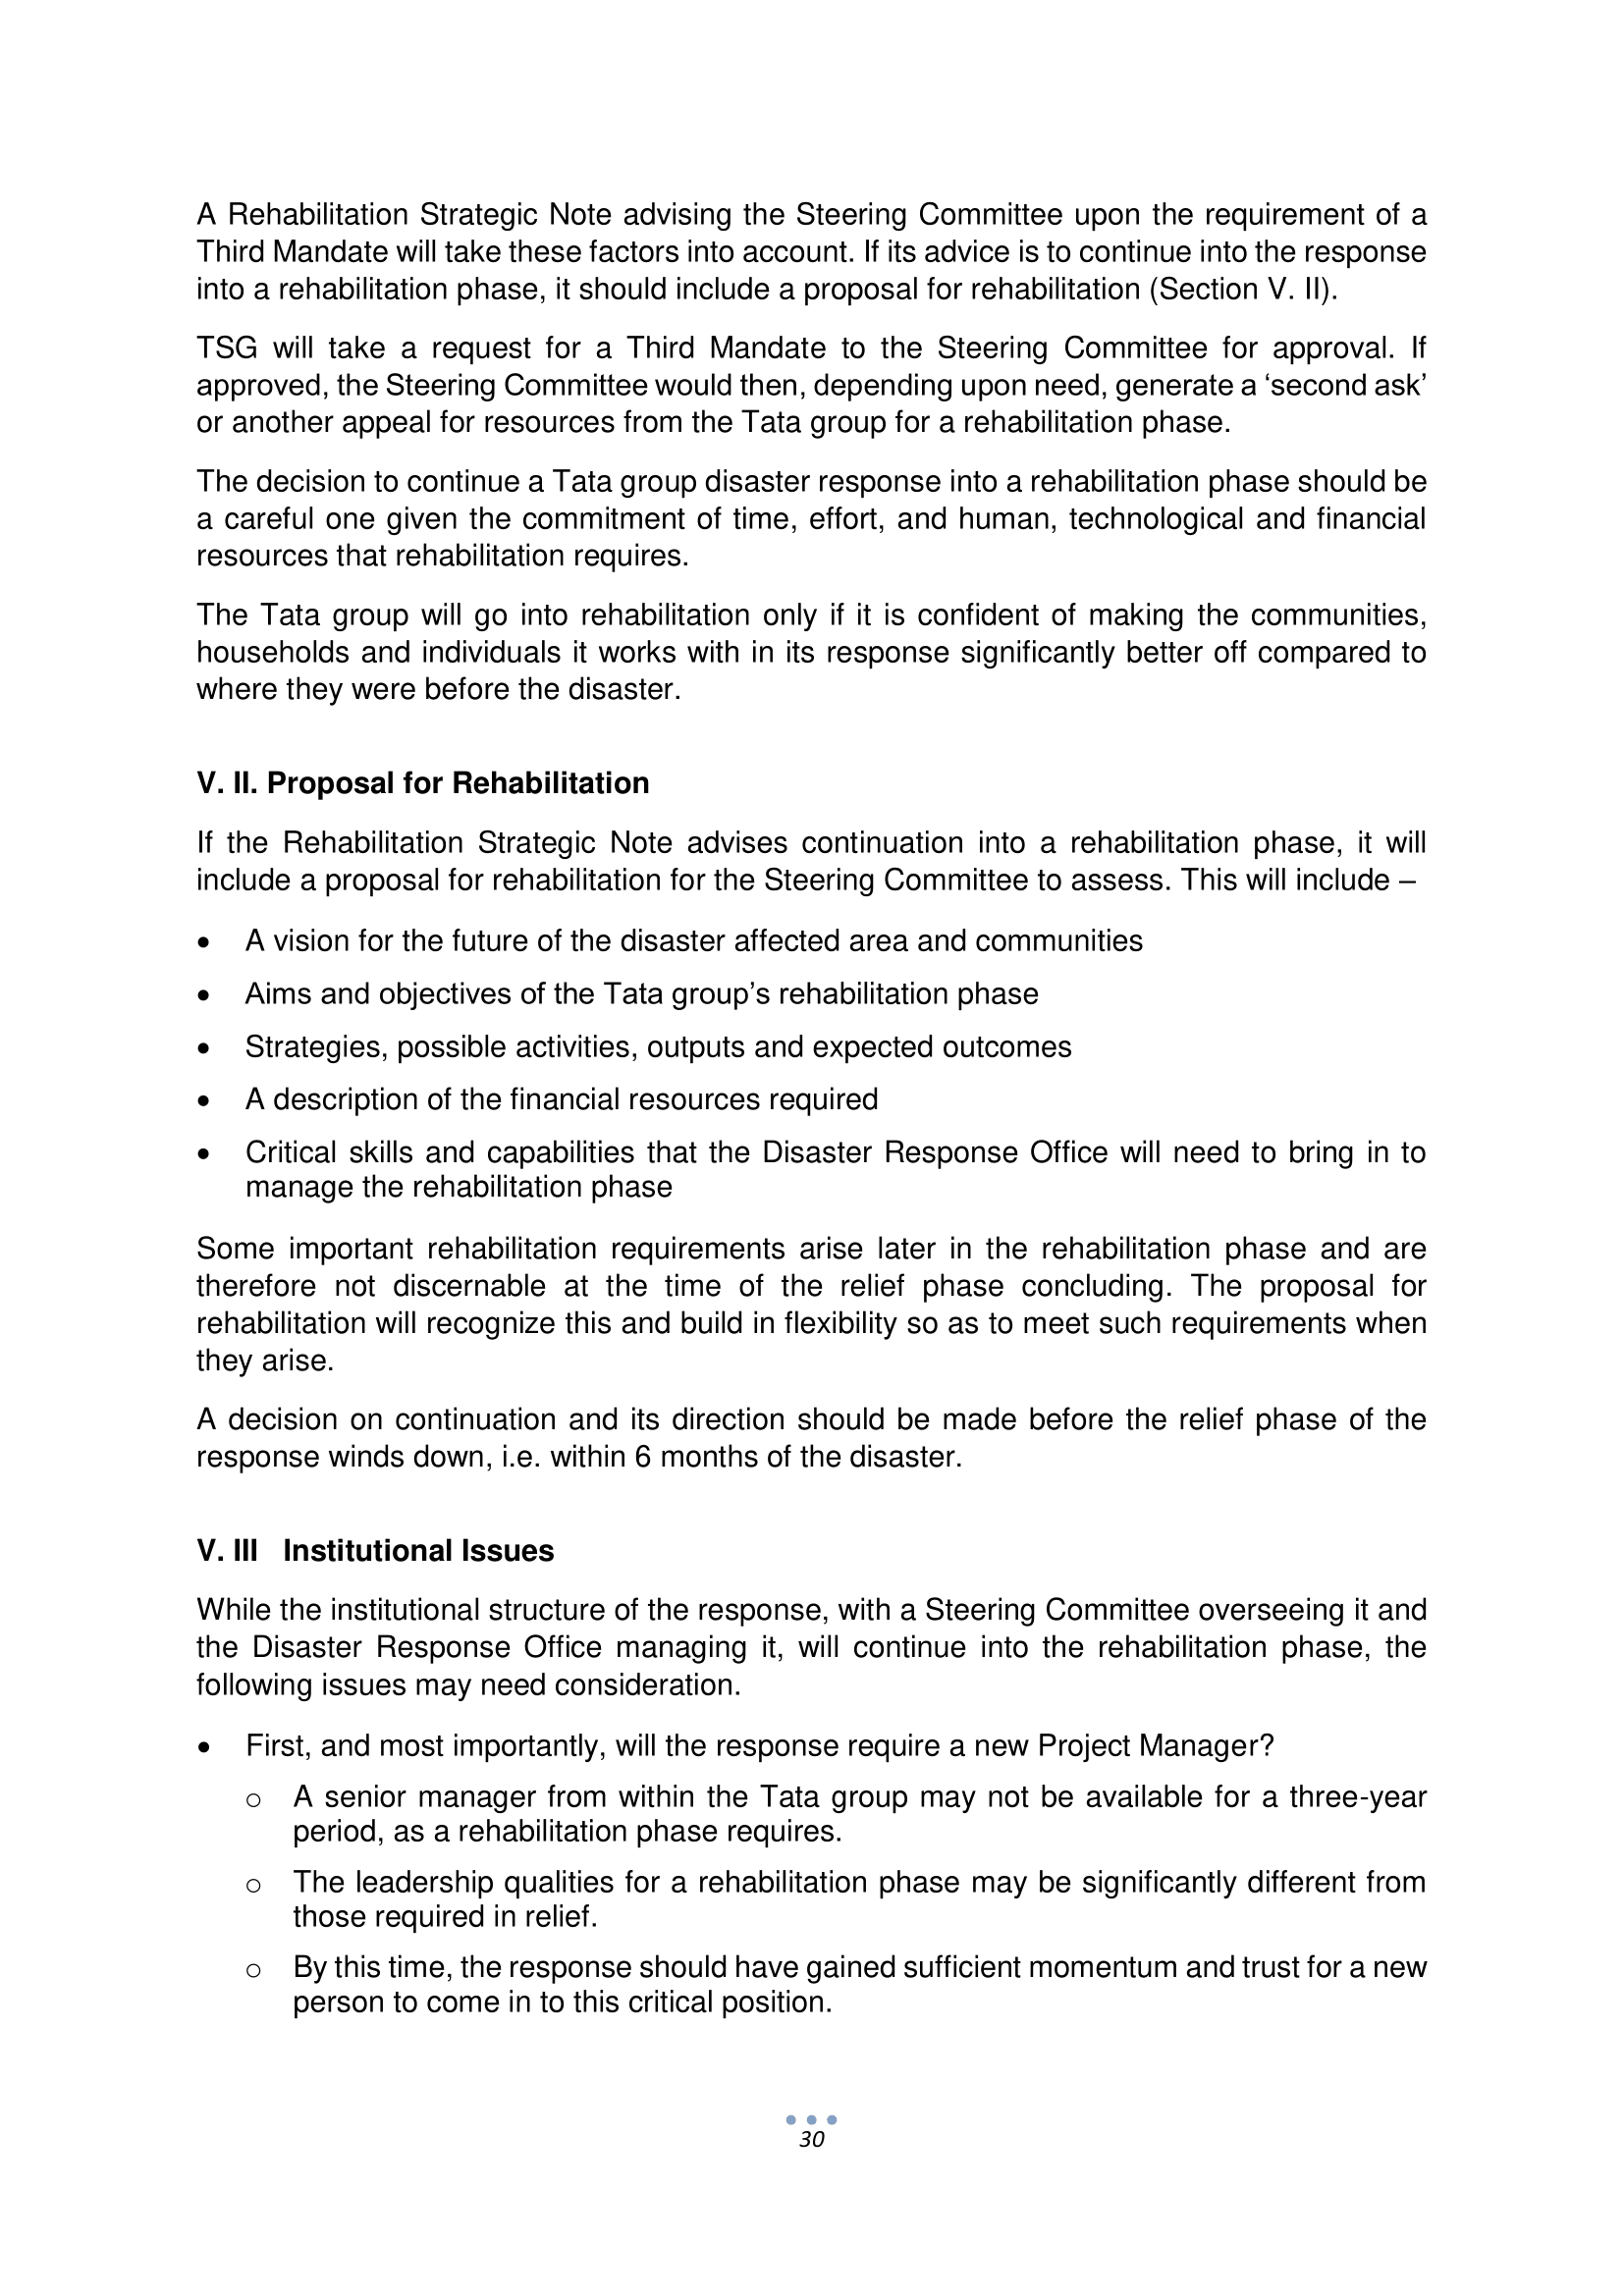 A Rehabilitation Strategic Note advising the Steering Committee upon the requirement of a
Third Mandate will take these factors into account. If its advice is to continue into the response
into a rehabilitation phase, it should include a proposal for rehabilitation (Section V. II).
TSG will take a request for a Third Mandate to the Steering Committee for approval. If
approved, the Steering Committee would then, depending upon need, generate a ‘second ask’
or another appeal for resources from the Tata group for a rehabilitation phase.
The decision to continue a Tata group disaster response into a rehabilitation phase should be
a careful one given the commitment of time, effort, and human, technological and financial
resources that rehabilitation requires.
The Tata group will go into rehabilitation only if it is confident of making the communities,
households and individuals it works with in its response significantly better off compared to
where they were before the disaster.
V. II. Proposal for Rehabilitation
If the Rehabilitation Strategic Note advises continuation into a rehabilitation phase, it will
include a proposal for rehabilitation for the Steering Committee to assess. This will include –
• A vision for the future of the disaster affected area and communities
• Aims and objectives of the Tata group’s rehabilitation phase
• Strategies, possible activities, outputs and expected outcomes
• A description of the financial resources required
• Critical skills and capabilities that the Disaster Response Office will need to bring in to
manage the rehabilitation phase
Some important rehabilitation requirements arise later in the rehabilitation phase and are
therefore not discernable at the time of the relief phase concluding. The proposal for
rehabilitation will recognize this and build in flexibility so as to meet such requirements when
they arise.
A decision on continuation and its direction should be made before the relief phase of the
response winds down, i.e. within 6 months of the disaster.
V. III Institutional Issues
While the institutional structure of the response, with a Steering Committee overseeing it and
the Disaster Response Office managing it, will continue into the rehabilitation phase, the
following issues may need consideration.
• First, and most importantly, will the response require a new Project Manager?
o A senior manager from within the Tata group may not be available for a three-year
period, as a rehabilitation phase requires.
o The leadership qualities for a rehabilitation phase may be significantly different from
those required in relief.
o By this time, the response should have gained sufficient momentum and trust for a new
person to come in to this critical position.
30